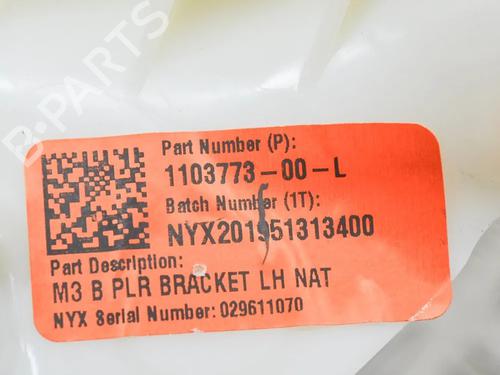 Part Number (P):
1103773-00-L
Batch Number (1T):
NYX201951313400
Part Description:
M3 B PLR BRACKET LH NAT
NYX Serial Number: 029611070
B-PARTS